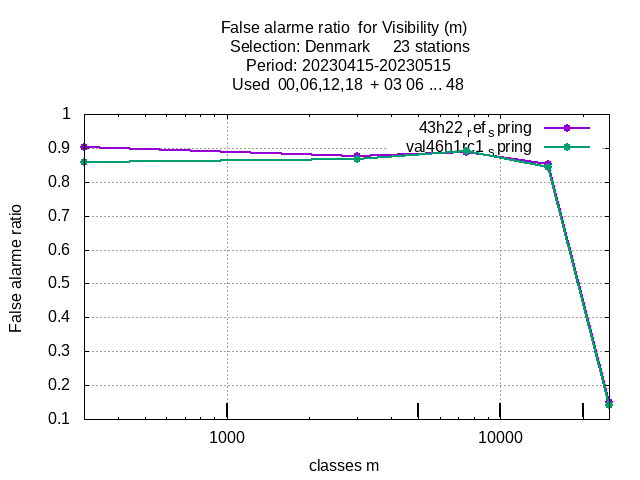 False alarme ratio for Visibility (m)
Selection: Denmark 23 stations
Period: 20230415-20230515
Used 00,06,12,18 + 03 06 ... 48
43h22 ref spring
val46h1rc1 spring
False alarme ratio
1
0.9
0.8
0.7
0.6
0.5
0.4
0.3
0.2
0.1
1000
10000
classes m